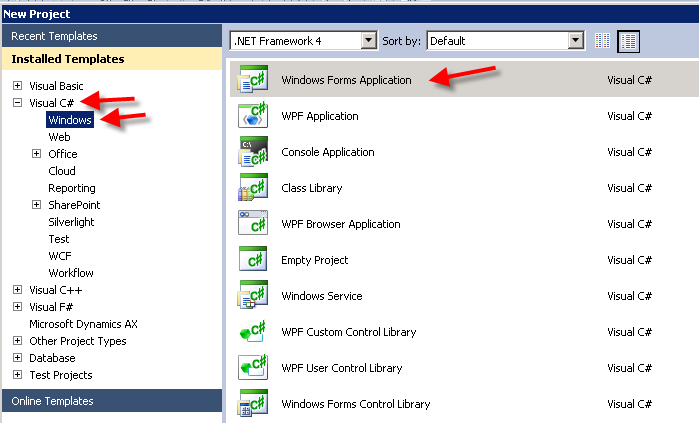 New Project
Recent Templates
Installed Templates
Visual Basic
Visual C#
Windows
Web
Office
Cloud
Reporting
SharePoint
Silverlight
Test
WCF
Workflow
Visual C++
Visual F#
Microsoft Dynamics AX
Other Project Types
Database
Test Projects
Online Templates
.NET Framework 4 Sort by: Default
Windows Forms Application Visual C#
WPF Application Visual C#
Console Application Visual C#
Class Library Visual C#
WPF Browser Application Visual C#
Empty Project Visual C#
Windows Service Visual C#
WPF Custom Control Library Visual C#
WPF User Control Library Visual C#
Windows Forms Control Library Visual C#